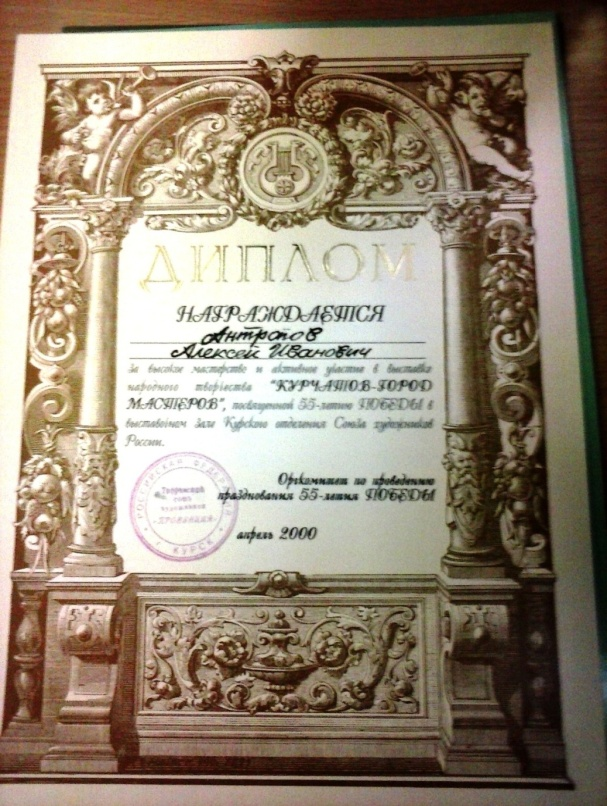 ДИПЛОМ
НАГРАЖДАЕТСЯ
Антропов
Алексей Иванович
За высокое мастерство и активное участие в выставке
народного творчества "КУРЧАТОВ-ГОРОД
МАСТЕРОВ", посвященной 55-летию ПОБЕДЫ в
выставочном зале Курского отделения Союза художников
России.
Оргкомитет по проведению
празднования 55-летия ПОБЕДЫ
апрель 2000
РОССИЙСКАЯ ФЕДЕРАЦИЯ
Творческий
союз
художников
г. КУРСК